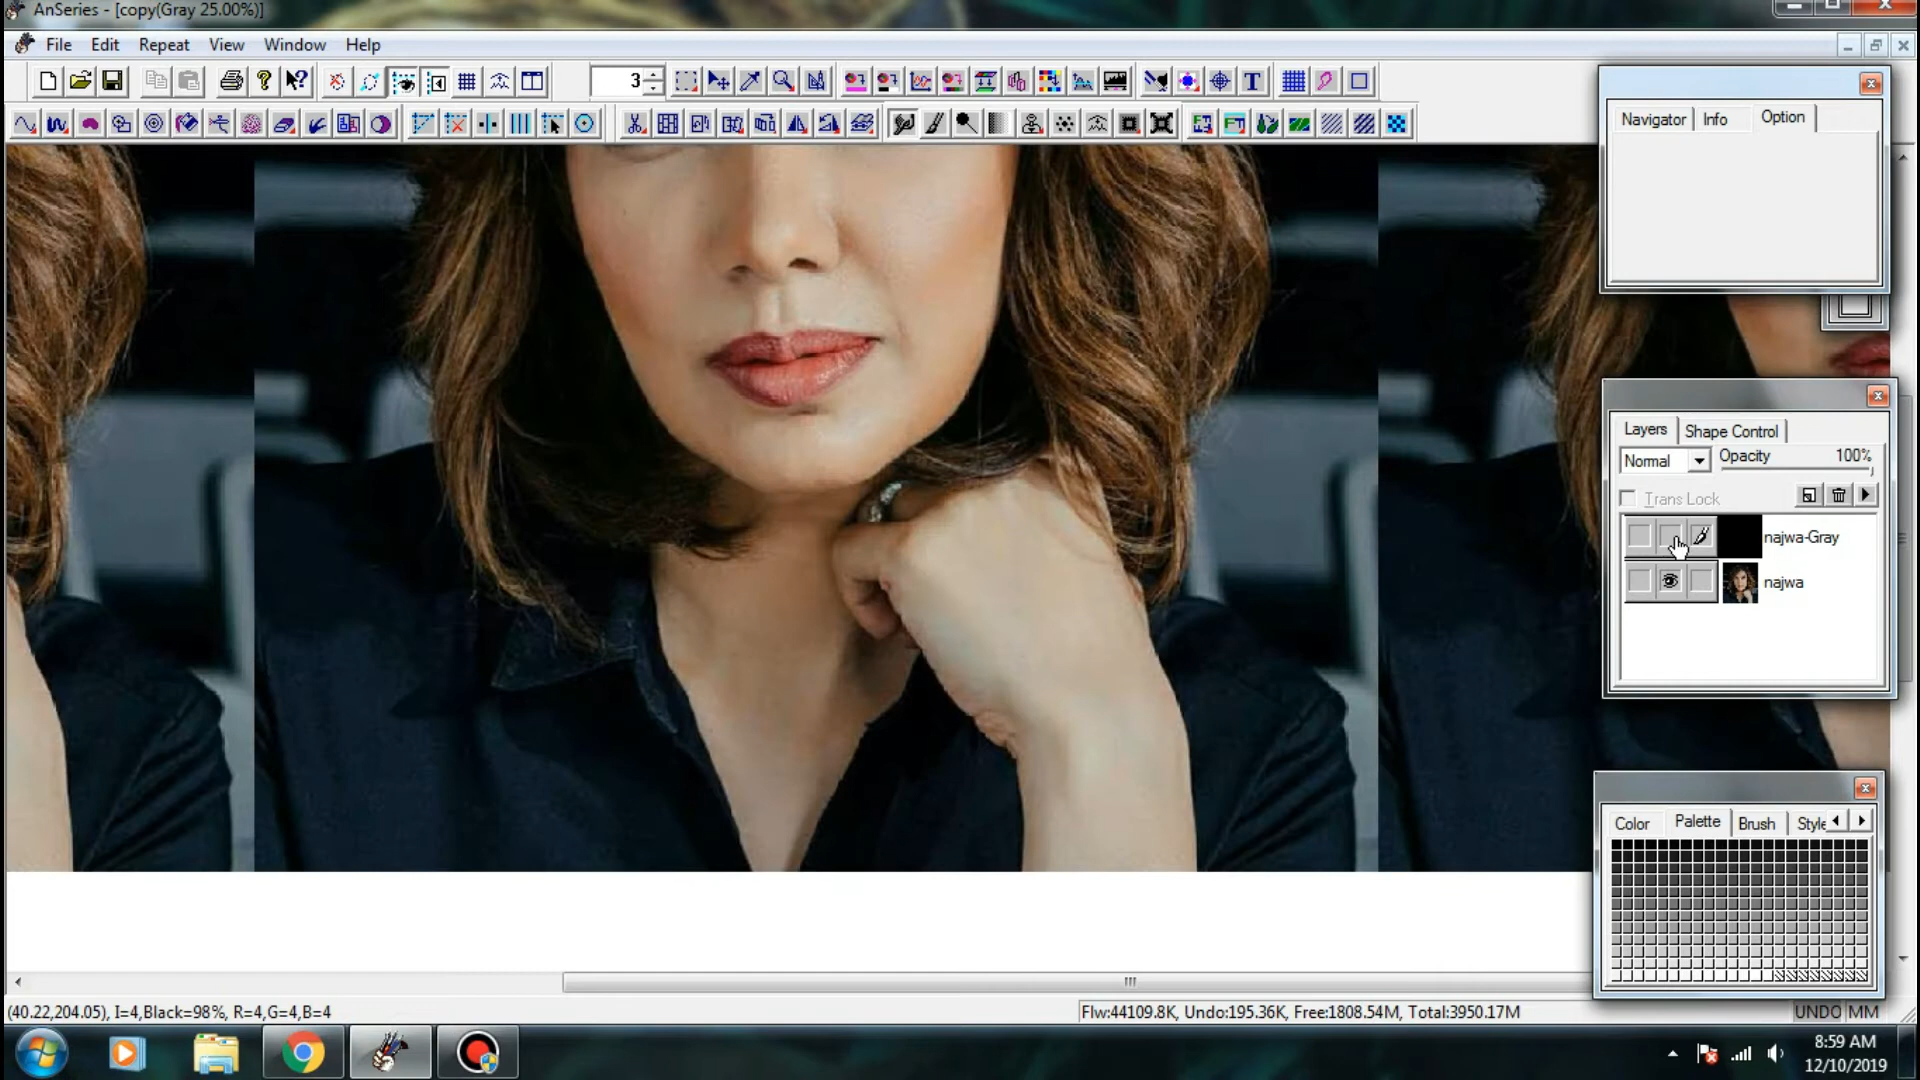 AnSeries - [copy(Gray 25.00%)]
File Edit Repeat View Window Help
3
Navigator Info Option
Layers Shape Control
Normal Opacity 100%
Trans Lock
najwa-Gray
najwa
Color Palette Brush Style
(40.22,204.05), I=4,Black=98%, R=4,G=4,B=4 Flw:44109.8K, Undo:195.36K, Free:1808.54M, Total:3950.17M UNDO MM
8:59 AM
12/10/2019